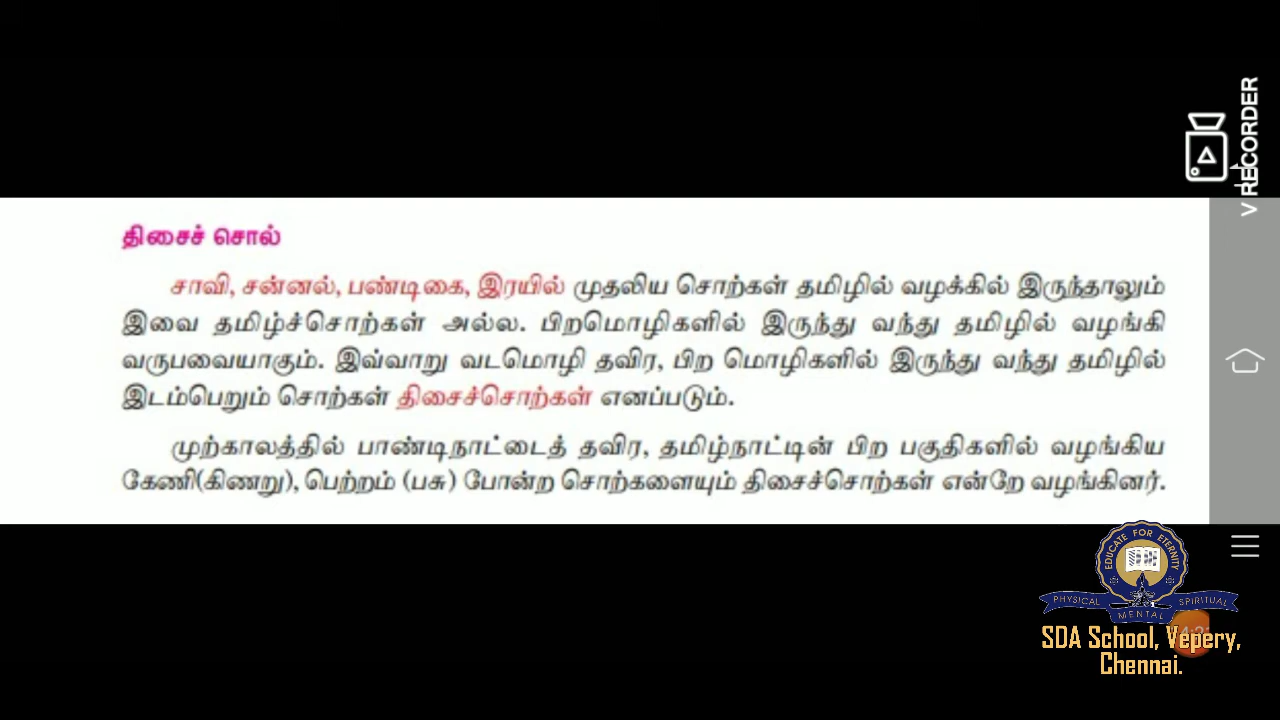 திசைச் சொல்
சாவி, சன்னல், பண்டிகை, இரயில் முதலிய சொற்கள் தமிழில் வழக்கில் இருந்தாலும்
இவை தமிழ்ச்சொற்கள் அல்ல. பிறமொழிகளில் இருந்து வந்து தமிழில் வழங்கி
வருபவையாகும். இவ்வாறு வடமொழி தவிர, பிற மொழிகளில் இருந்து வந்து தமிழில்
இடம்பெறும் சொற்கள் திசைச்சொற்கள் எனப்படும்.
முற்காலத்தில் பாண்டிநாட்டைத் தவிர, தமிழ்நாட்டின் பிற பகுதிகளில் வழங்கிய
கேணி(கிணறு), பெற்றம் (பசு) போன்ற சொற்களையும் திசைச்சொற்கள் என்றே வழங்கினர்.
V RECORDER
EDUCATE FOR ETERNITY
PHYSICAL MENTAL SPIRITUAL
SDA School, Vepery,
Chennai.